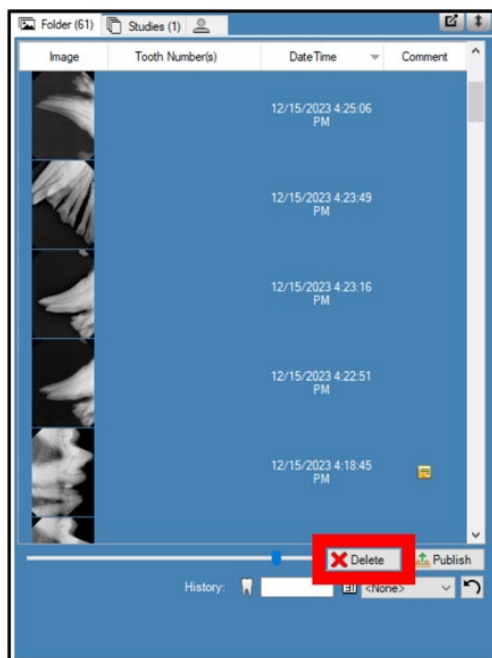 Folder (61) Studies (1)
Image Tooth Number(s) DateTime Comment
12/15/2023 4:25:06
PM
12/15/2023 4:23:49
PM
12/15/2023 4:23:16
PM
12/15/2023 4:22:51
PM
12/15/2023 4:18:45
PM
Delete Publish
History: <None>